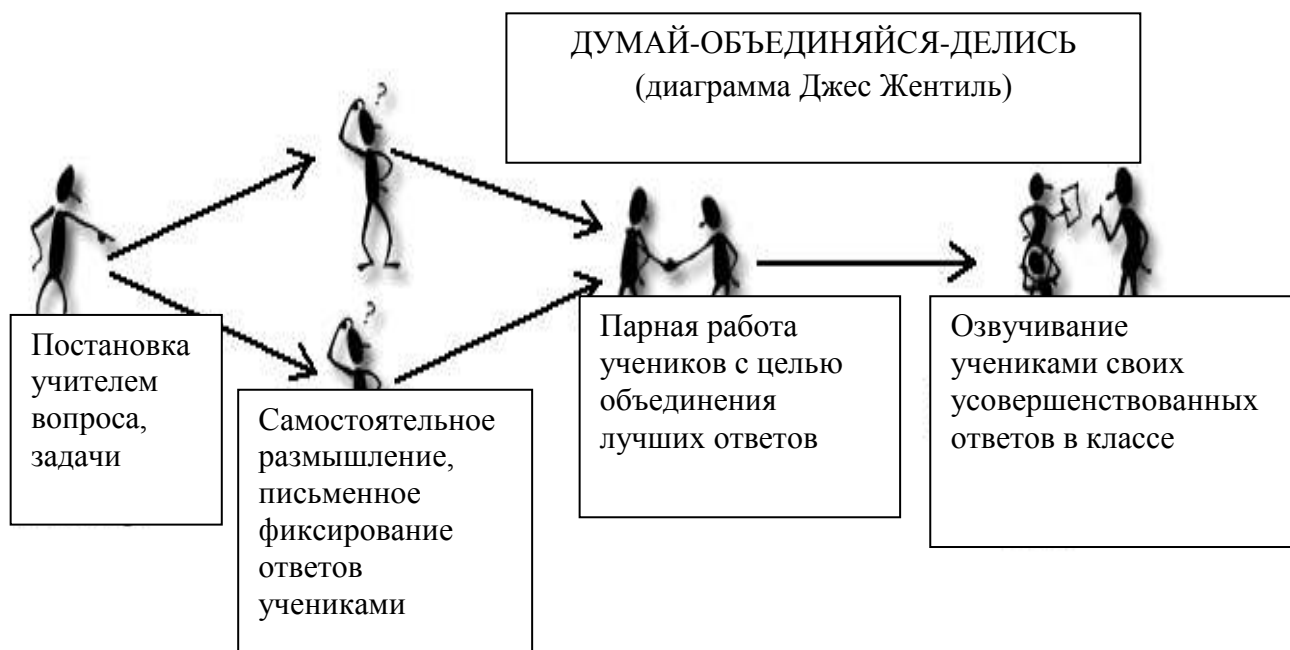 ДУМАЙ-ОБЪЕДИНЯЙСЯ-ДЕЛИСЬ
(диаграмма Джес Жентиль)
?
?
Постановка
учителем
вопроса,
задачи
Самостоятельное
размышление,
письменное
фиксирование
ответов
учениками
Парная работа
учеников с целью
объединения
лучших ответов
Озвучивание
учениками своих
усовершенствованных
ответов в классе